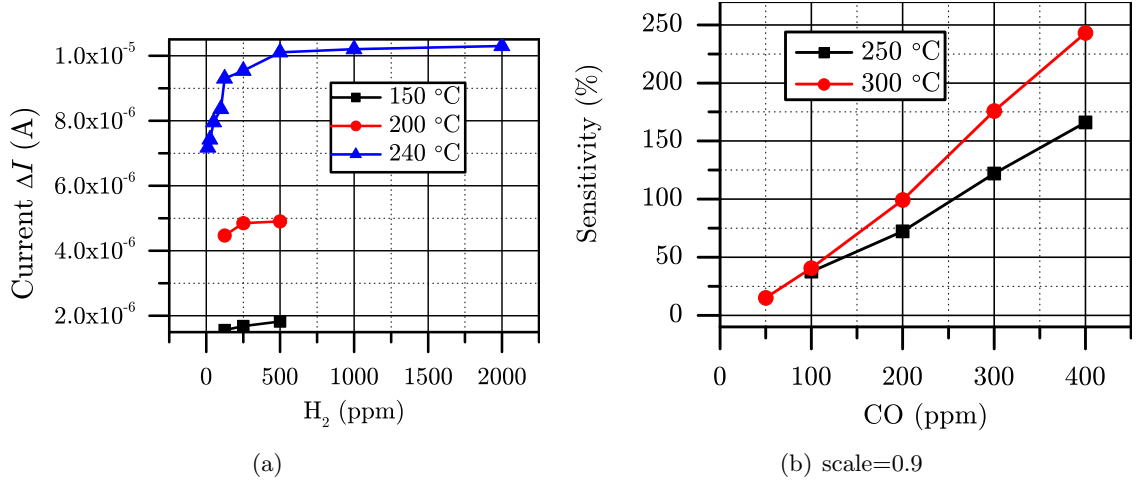 Current ΔI (A)
1.0x10⁻⁵
8.0x10⁻⁶
6.0x10⁻⁶
4.0x10⁻⁶
2.0x10⁻⁶
150 °C
200 °C
240 °C
0 500 1000 1500 2000
H₂ (ppm)
(a)
Sensitivity (%)
250
200
150
100
50
0
250 °C
300 °C
0 100 200 300 400
CO (ppm)
(b) scale=0.9